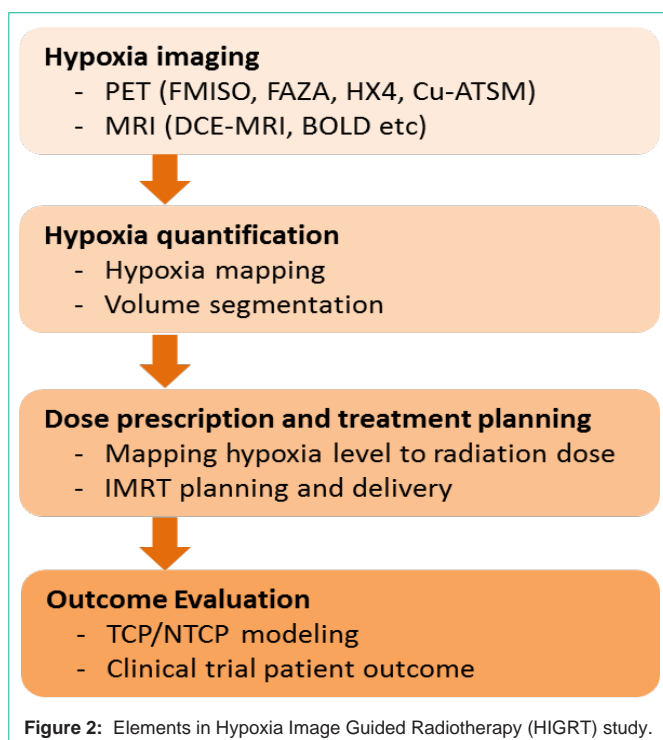 Hypoxia imaging
- PET (FMISO, FAZA, HX4, Cu-ATSM)
- MRI (DCE-MRI, BOLD etc)
Hypoxia quantification
- Hypoxia mapping
- Volume segmentation
Dose prescription and treatment planning
- Mapping hypoxia level to radiation dose
- IMRT planning and delivery
Outcome Evaluation
- TCP/NTCP modeling
- Clinical trial patient outcome
Figure 2: Elements in Hypoxia Image Guided Radiotherapy (HIGRT) study.